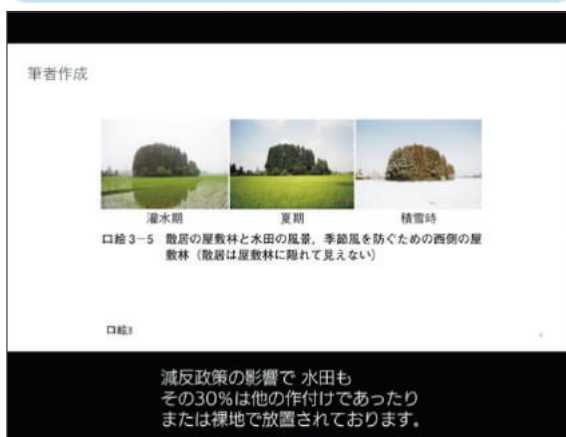 筆者作成
灌水期
夏期
積雪時
口絵3-5 散居の屋敷林と水田の風景，季節風を防ぐための西側の屋
敷林（散居は屋敷林に隠れて見えない）
口絵3
減反政策の影響で 水田も
その30%は他の作付けであったり
または裸地で放置されております。